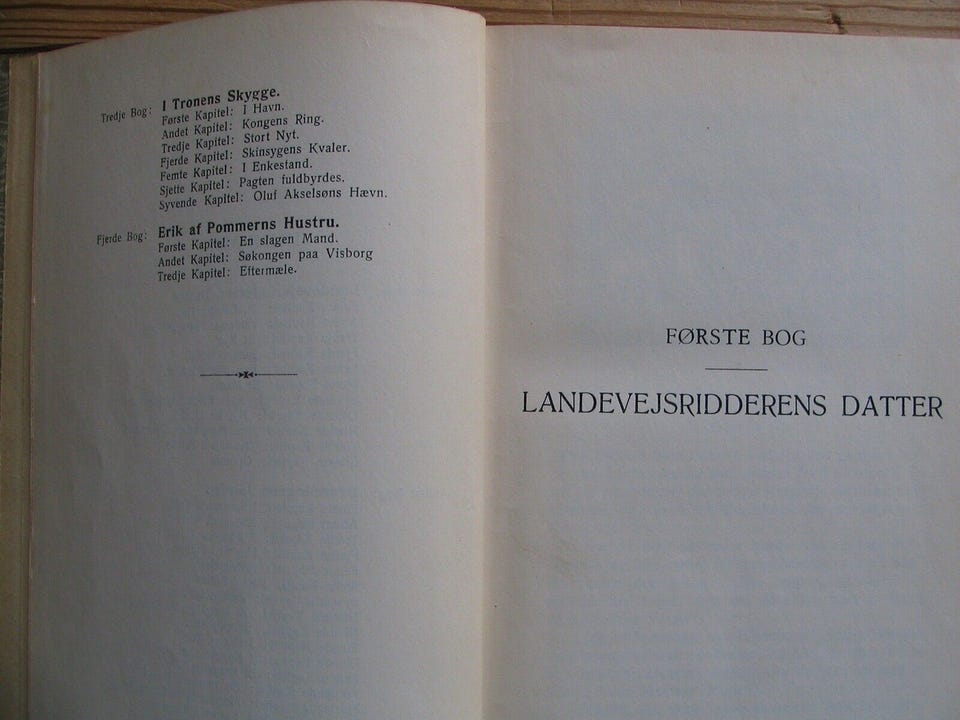 Tredje Bog: I Tronens Skygge.
Første Kapitel: I Havn.
Andet Kapitel: Kongens Ring.
Tredje Kapitel: Stort Nyt.
Fjerde Kapitel: Skinsygens Kvaler.
Femte Kapitel: I Enkestand.
Sjette Kapitel: Pagten fuldbyrdes.
Syvende Kapitel: Oluf Akselsøns Hævn.
Fjerde Bog: Erik af Pommerns Hustru.
Første Kapitel: En slagen Mand.
Andet Kapitel: Søkongen paa Visborg
Tredje Kapitel: Eftermæle.
FØRSTE BOG
LANDEVEJSRIDDERENS DATTER